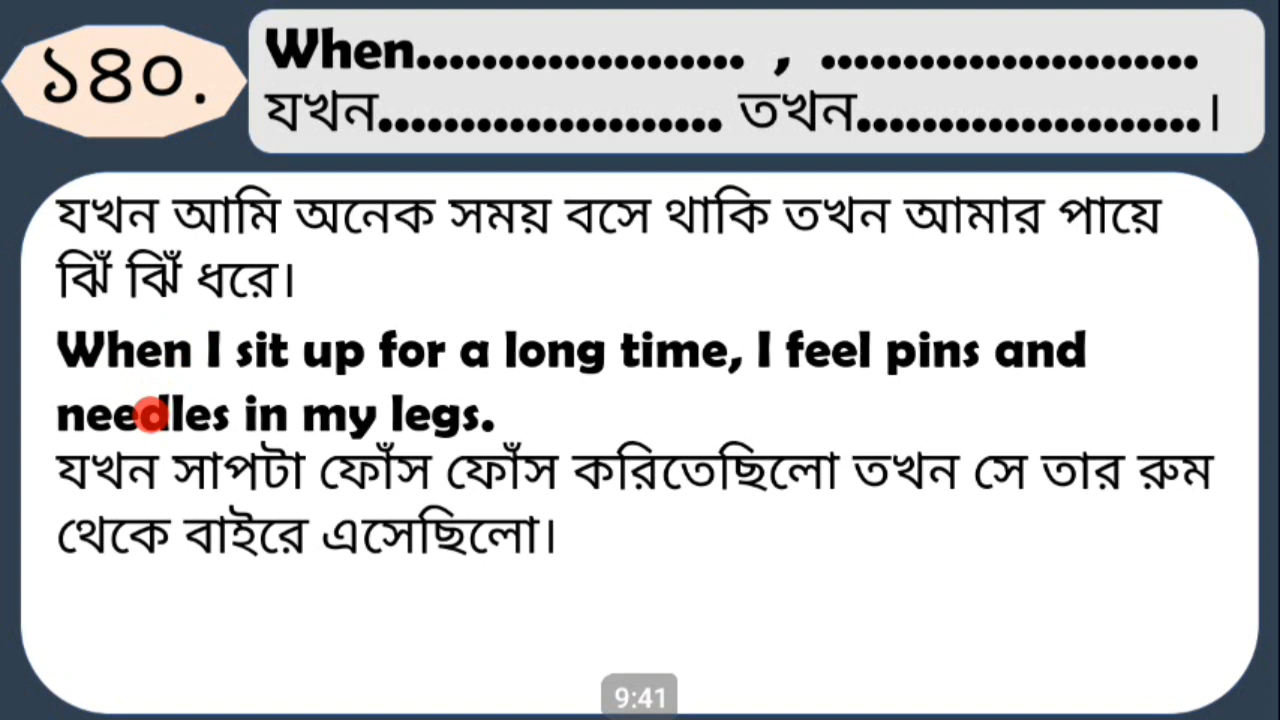 ১৪০.
When.................... , .......................
যখন..................... তখন.....................।
যখন আমি অনেক সময় বসে থাকি তখন আমার পায়ে
ঝিঁ ঝিঁ ধরে।
When I sit up for a long time, I feel pins and
needles in my legs.
যখন সাপটা ফোঁস ফোঁস করিতেছিলো তখন সে তার রুম
থেকে বাইরে এসেছিলো।
9:41